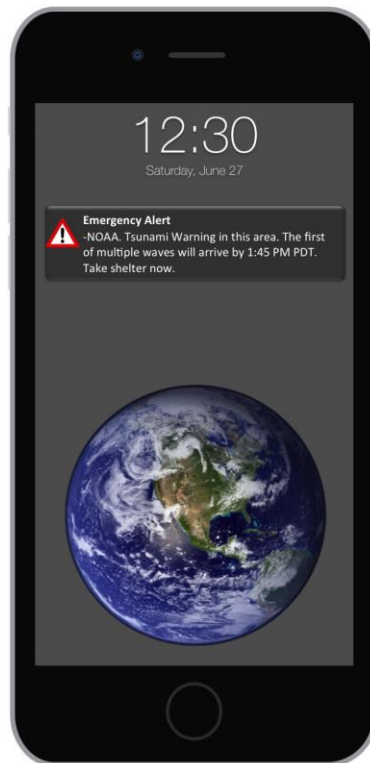 12:30
Saturday, June 27
Emergency Alert
-NOAA. Tsunami Warning in this area. The first
of multiple waves will arrive by 1:45 PM PDT.
Take shelter now.